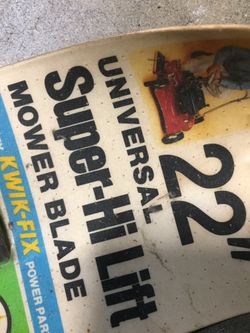 UNIVERSAL
Super-Hi Lift
MOWER BLADE
22"
KWIK-FIX
POWER PAR